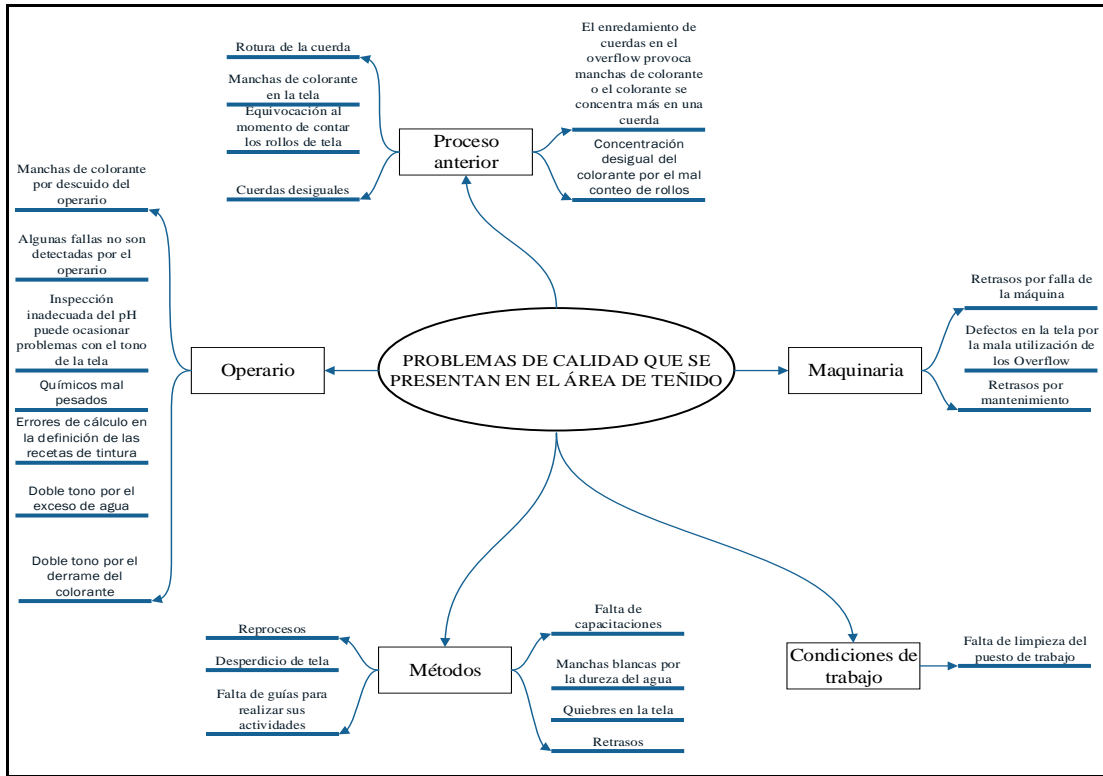 Rotura de la cuerda
Manchas de colorante
en la tela
Equivocación al
momento de contar
los rollos de tela
Cuerdas desiguales
Proceso
anterior
El enredamiento de
cuerdas en el
overflow provoca
manchas de colorante
o el colorante se
concentra más en una
cuerda
Concentración
desigual del
colorante por el mal
conteo de rollos
Manchas de colorante
por descuido del
operario
Algunas fallas no son
detectadas por el
operario
Inspección
inadecuada del pH
puede ocasionar
problemas con el tono
de la tela
Químicos mal
pesados
Errores de cálculo en
la definición de las
recetas de tintura
Doble tono por el
exceso de agua
Doble tono por el
derrame del
colorante
Operario
PROBLEMAS DE CALIDAD QUE SE
PRESENTAN EN EL ÁREA DE TEÑIDO
Maquinaria
Retrasos por falla de
la máquina
Defectos en la tela por
la mala utilización de
los Overflow
Retrasos por
mantenimiento
Reprocesos
Desperdicio de tela
Falta de guías para
realizar sus
actividades
Métodos
Falta de
capacitaciones
Manchas blancas por
la dureza del agua
Quiebres en la tela
Retrasos
Condiciones de
trabajo
Falta de limpieza del
puesto de trabajo